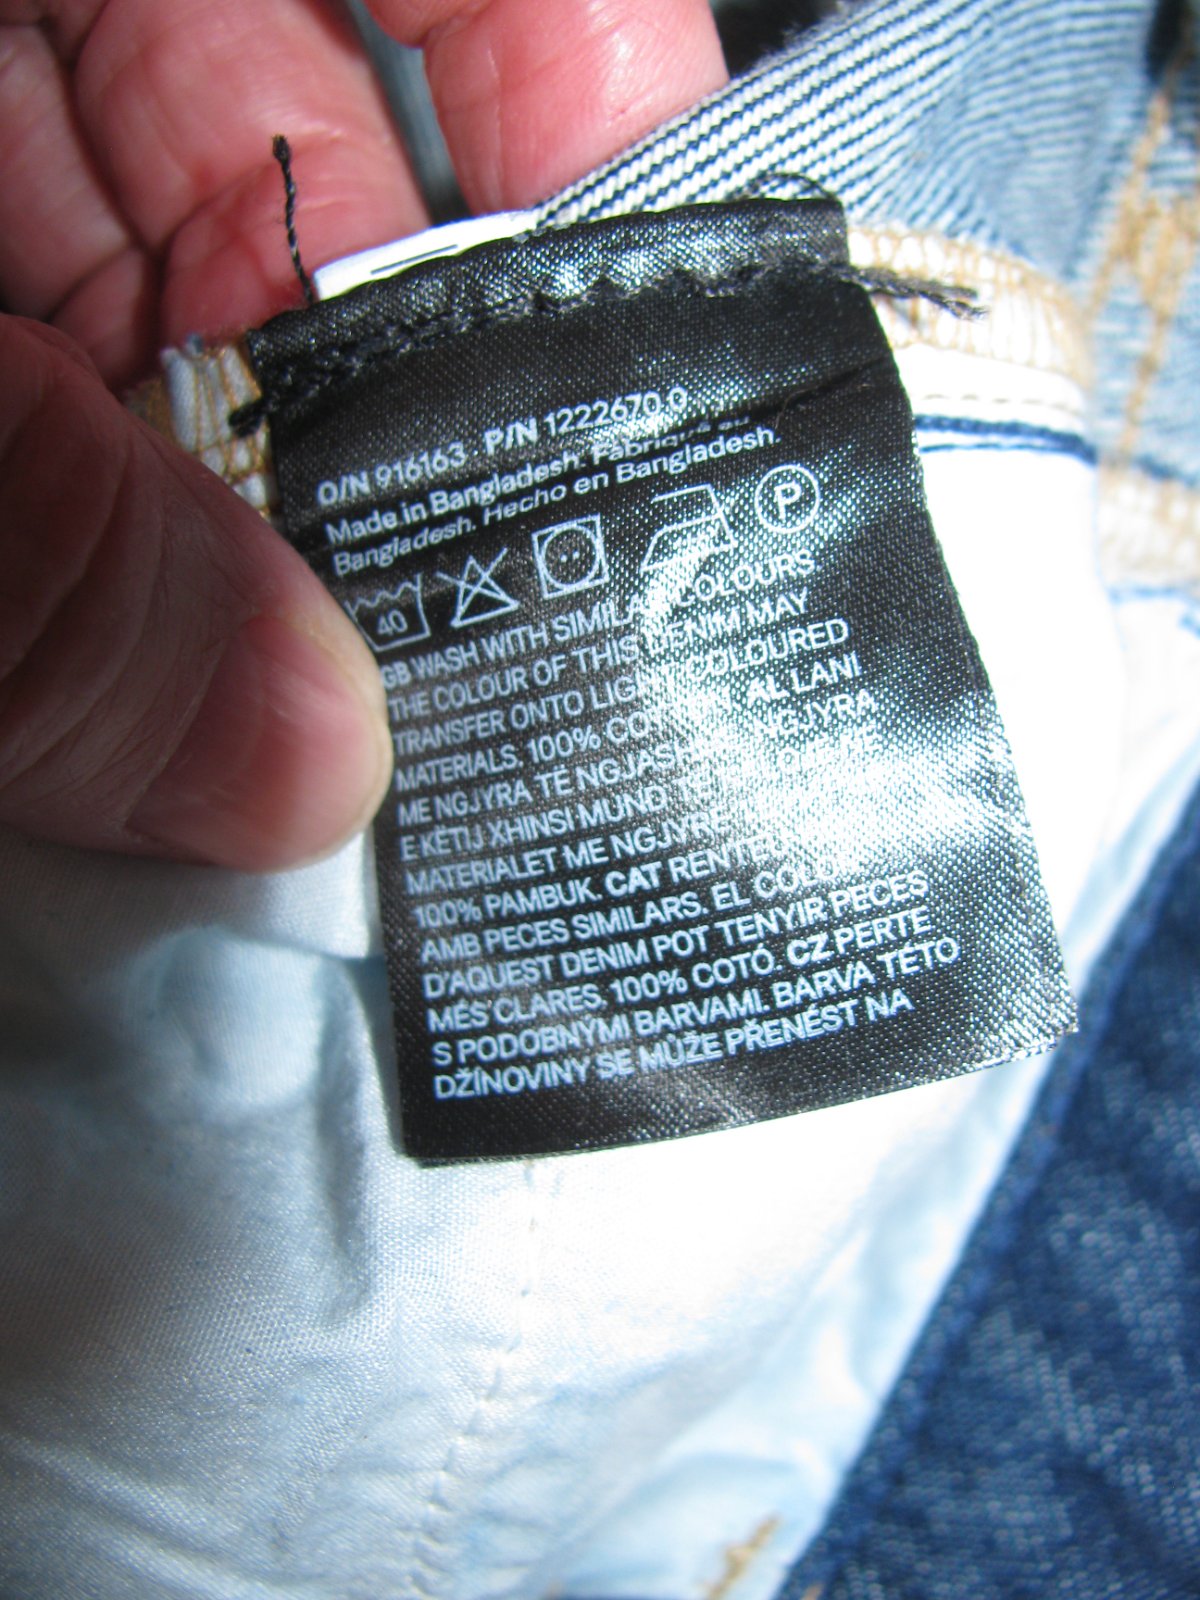 O/N 916163 P/N 1222670.0
Made in Bangladesh. Fabriqué au
Bangladesh. Hecho en Bangladesh.
40 P
GB WASH WITH SIMILAR COLOURS
THE COLOUR OF THIS DENIM MAY
TRANSFER ONTO LIGHT COLOURED
MATERIALS. 100% COTTON. AL LANI
ME NGJYRA TË NGJASHME. NGJYRA
E KËTIJ XHINSI MUND TË NË
MATERIALET ME NGJYRË
100% PAMBUK. CAT RENTEU
AMB PECES SIMILARS. EL COLOR
D'AQUEST DENIM POT TENYIR PECES
MÉS CLARES. 100% COTÓ. CZ PERTE
S PODOBNÝMI BARVAMI. BARVA TÉTO
DŽÍNOVINY SE MŮŽE PŘENÉST NA